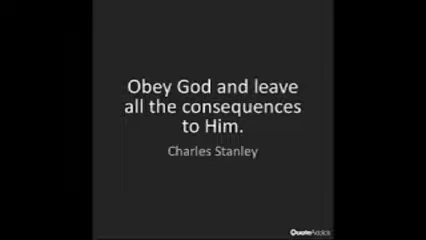 Obey God and leave
all the consequences
to Him.
Charles Stanley
QuoteAddicts